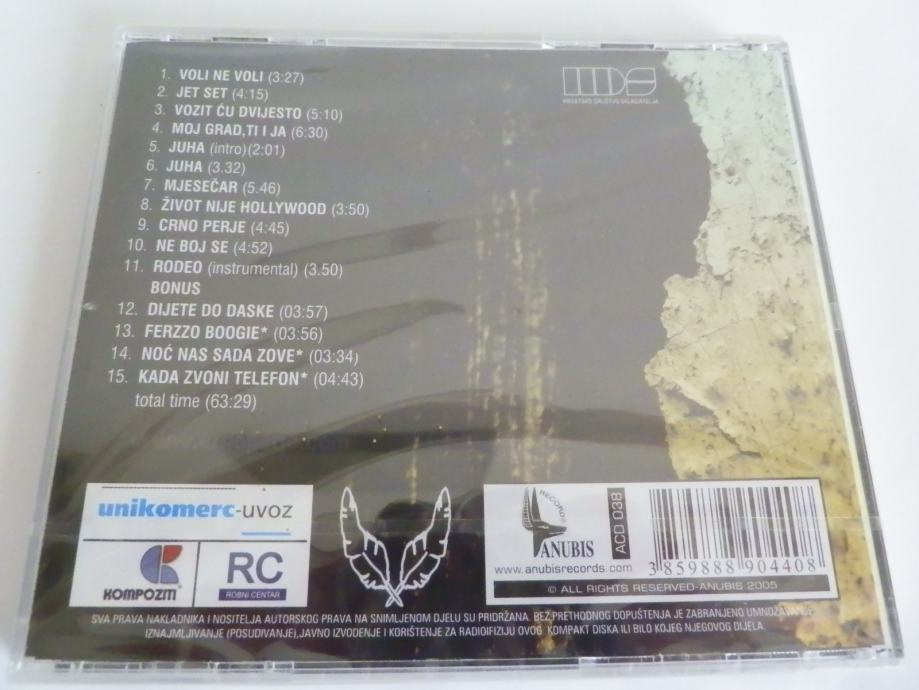 1. VOLI NE VOLI (3:27)
2. JET SET (4:15)
3. VOZIT ĆU DVIJESTO (5:10)
4. MOJ GRAD,TI I JA (6:30)
5. JUHA (intro)(2:01)
6. JUHA (3.32)
7. MJESEČAR (5.46)
8. ŽIVOT NIJE HOLLYWOOD (3:50)
9. CRNO PERJE (4:45)
10. NE BOJ SE (4:52)
11. RODEO (instrumental) (3.50)
BONUS
12. DIJETE DO DASKE (03:57)
13. FERZZO BOOGIE* (03:56)
14. NOĆ NAS SADA ZOVE* (03:34)
15. KADA ZVONI TELEFON* (04:43)
total time (63:29)
HDS
HRVATSKO DRUŠTVO SKLADATELJA
unikomerc-uvoz
KOMPOZIT
RC
ROBNI CENTAR
RECORDS
ANUBIS
www.anubisrecords.com
ACD 038
3 859888 904408
© ALL RIGHTS RESERVED-ANUBIS 2005
SVA PRAVA NAKLADNIKA I NOSITELJA AUTORSKOG PRAVA NA SNIMLJENOM DJELU SU PRIDRŽANA. BEZ PRETHODNOG DOPUŠTENJA JE ZABRANJENO UMNOŽAVANJE,
IZNAJMLJIVANJE (POSUĐIVANJE),JAVNO IZVOĐENJE I KORIŠTENJE ZA RADIOIFIZIJU OVOG KOMPAKT DISKA ILI BILO KOJEG NJEGOVOG DIJELA.